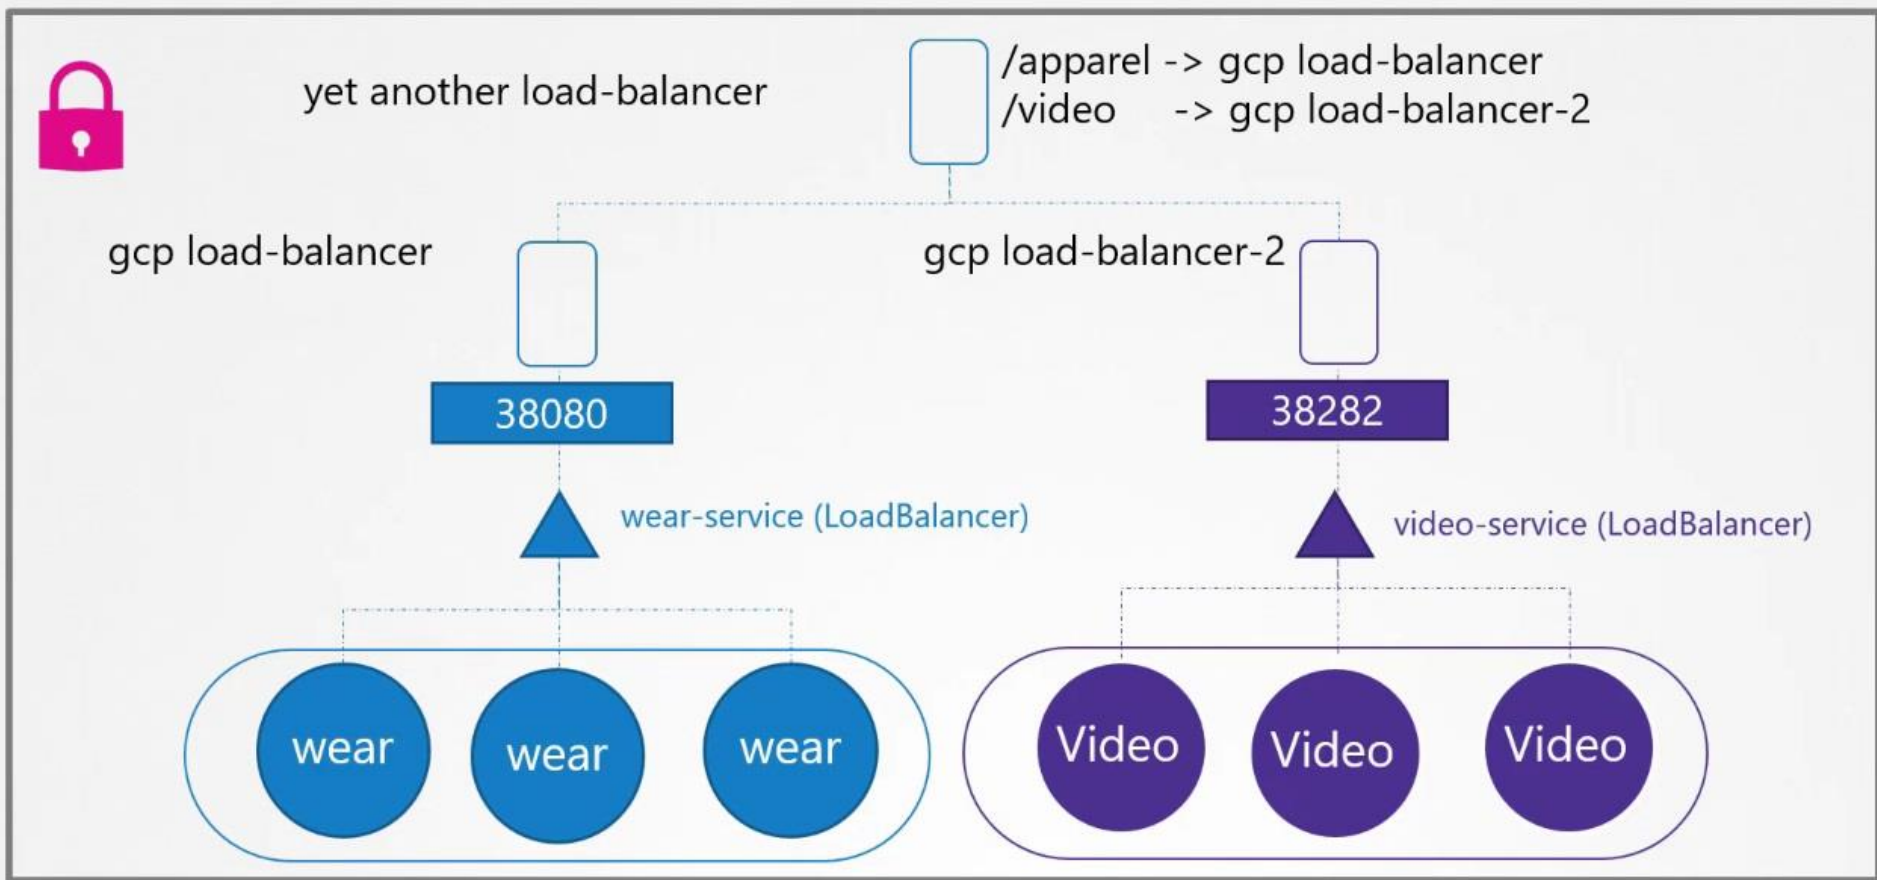 yet another load-balancer
/apparel -> gcp load-balancer
/video -> gcp load-balancer-2
gcp load-balancer
gcp load-balancer-2
38080
38282
wear-service (LoadBalancer)
video-service (LoadBalancer)
wear
wear
wear
Video
Video
Video